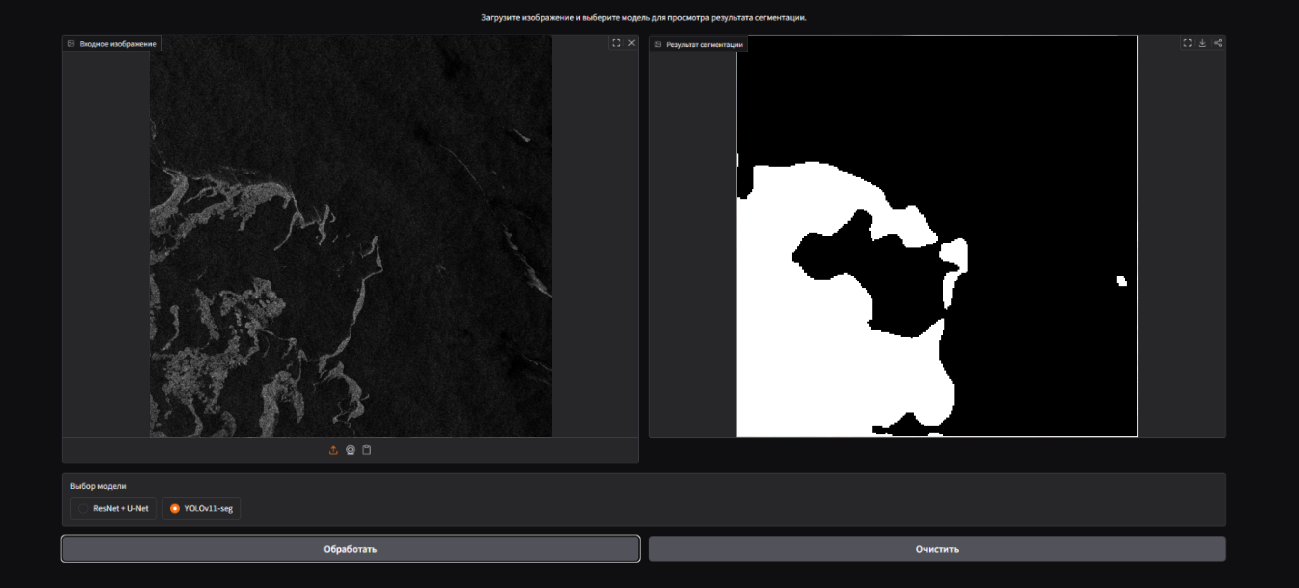 Загрузите изображение и выберите модель для просмотра результата сегментации.
Входное изображение
Результат сегментации
Выбор модели
ResNet + U-Net
YOLOv11-seg
Обработать
Очистить